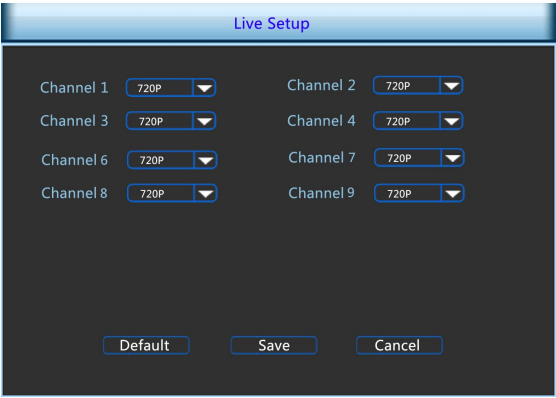 Live Setup
Channel 1 720P Channel 2 720P
Channel 3 720P Channel 4 720P
Channel 6 720P Channel 7 720P
Channel 8 720P Channel 9 720P
Default Save Cancel